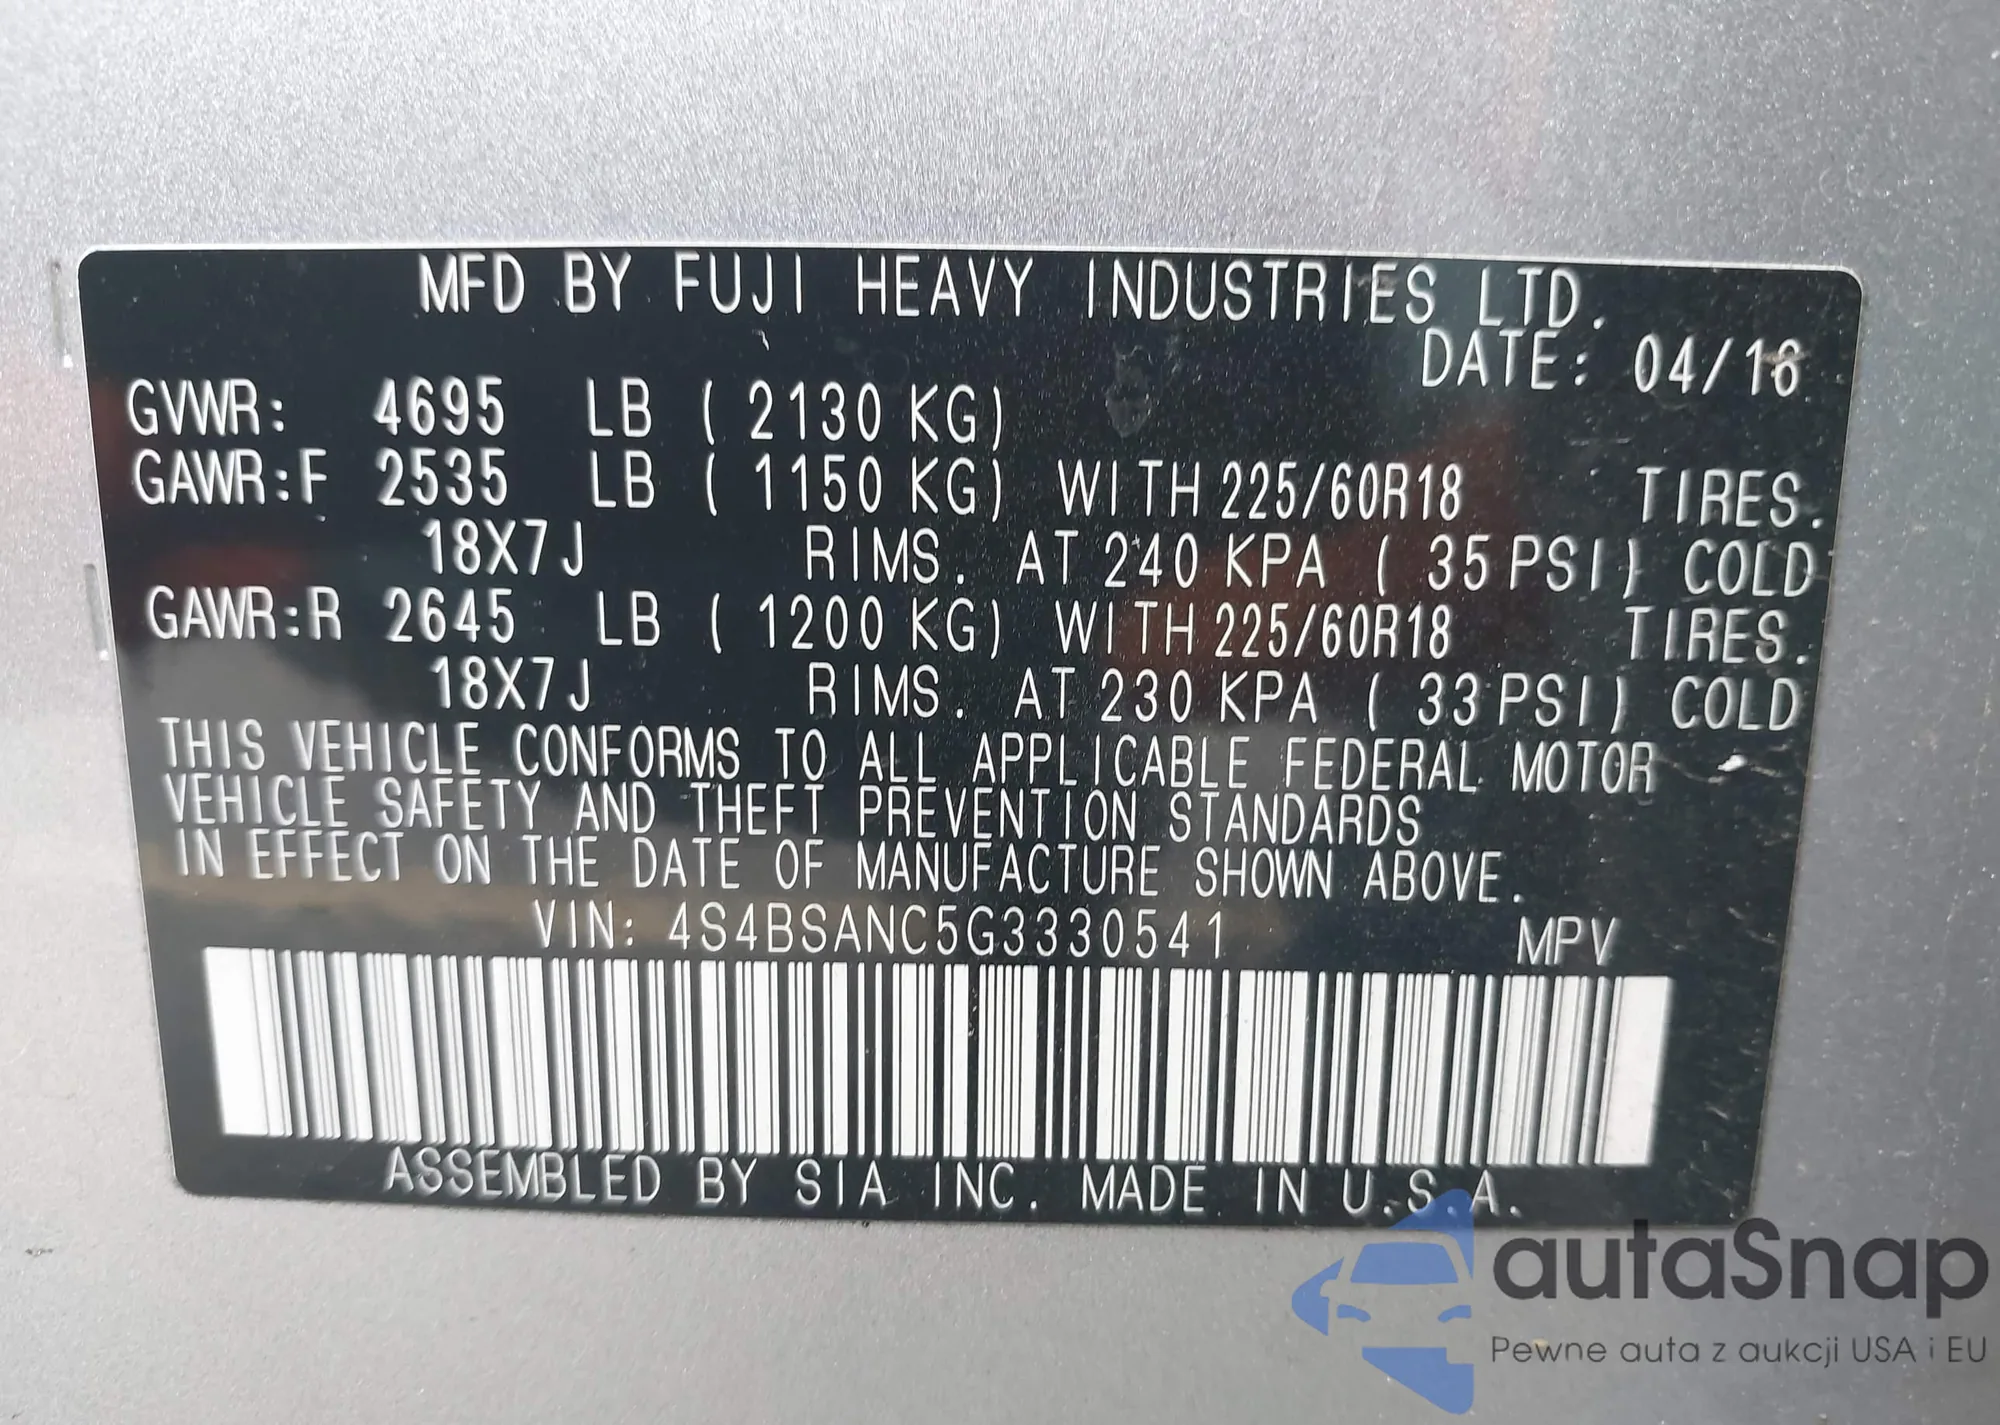 MFD BY FUJI HEAVY INDUSTRIES LTD.
DATE: 04/16
GVWR: 4695 LB ( 2130 KG)
GAWR:F 2535 LB ( 1150 KG) WITH 225/60R18 TIRES.
18X7J RIMS. AT 240 KPA ( 35 PSI) COLD
GAWR:R 2645 LB ( 1200 KG) WITH 225/60R18 TIRES.
18X7J RIMS. AT 230 KPA ( 33 PSI) COLD
THIS VEHICLE CONFORMS TO ALL APPLICABLE FEDERAL MOTOR
VEHICLE SAFETY AND THEFT PREVENTION STANDARDS
IN EFFECT ON THE DATE OF MANUFACTURE SHOWN ABOVE.
VIN: 4S4BSANC5G3330541 MPV
ASSEMBLED BY SIA INC. MADE IN U.S.A.
autaSnap
Pewne auta z aukcji USA i EU